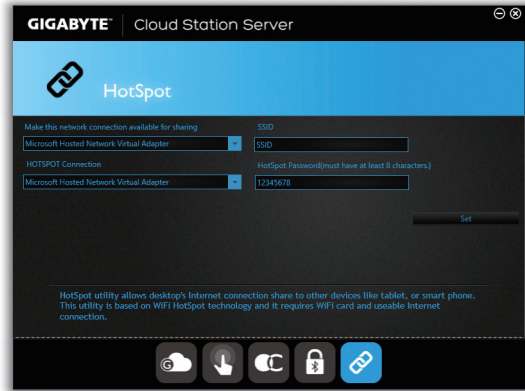 GIGABYTE™ Cloud Station Server
HotSpot
Make this network connection available for sharing
Microsoft Hosted Network Virtual Adapter
SSID
SSID
HOTSPOT Connection
Microsoft Hosted Network Virtual Adapter
HotSpot Password(must have at least 8 characters.)
12345678
Set
HotSpot utility allows desktop's Internet connection share to other devices like tablet, or smart phone.
This utility is based on WiFi HotSpot technology and it requires WiFi card and useable Internet
connection.
G